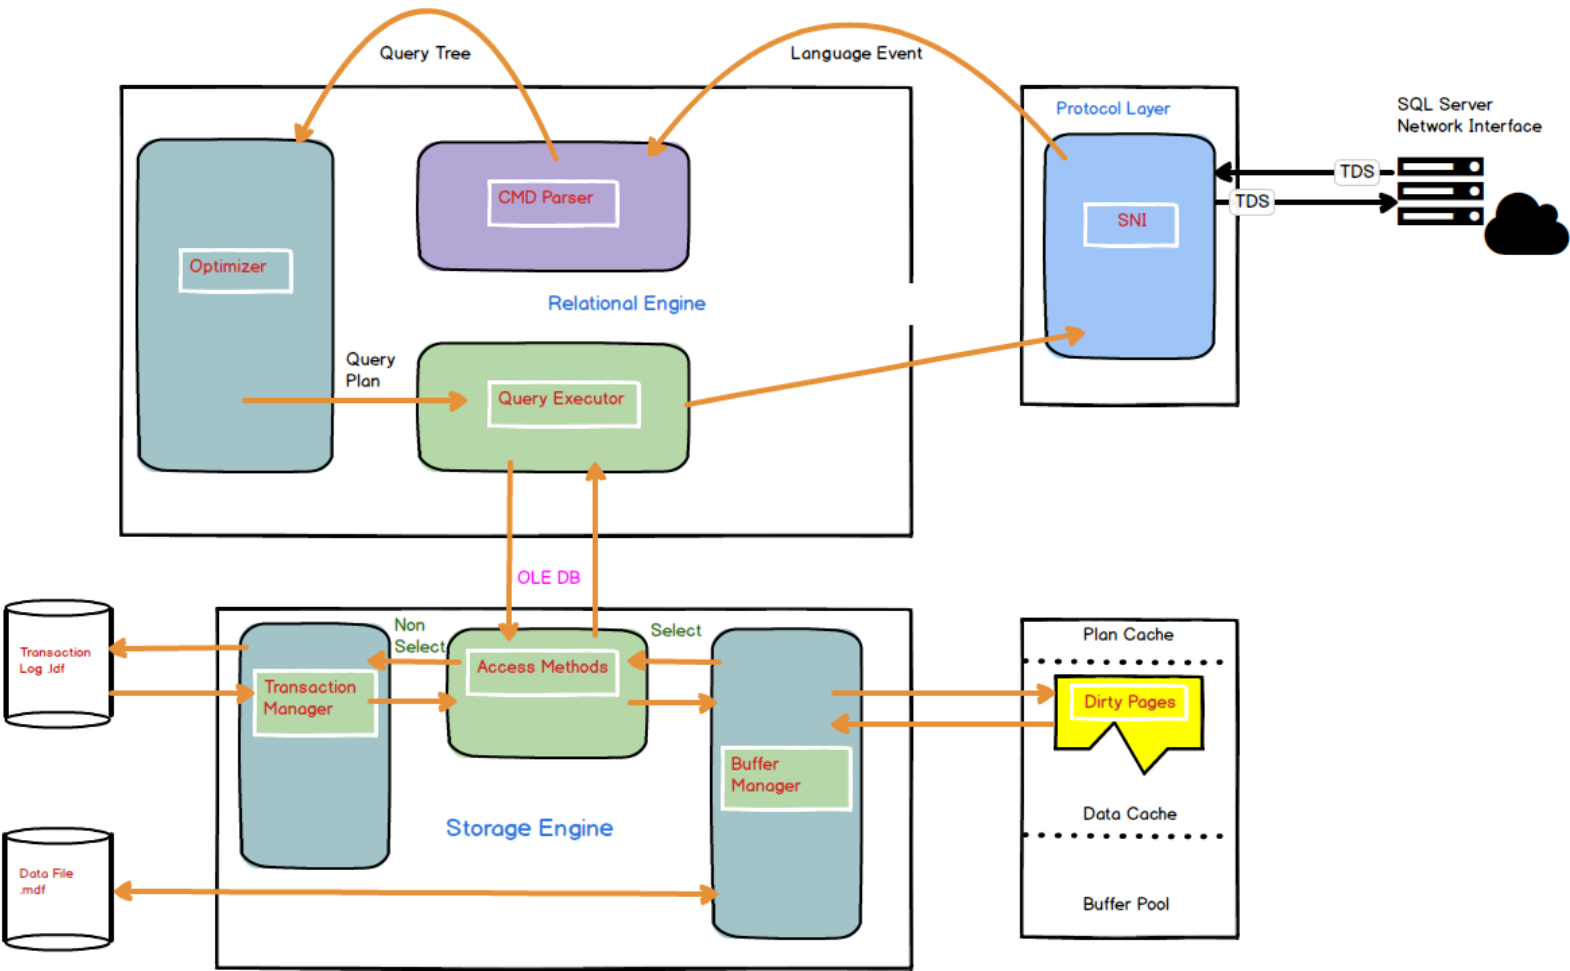 Query Tree
Language Event
Protocol Layer
SQL Server
Network Interface
TDS
TDS
CMD Parser
SNI
Optimizer
Relational Engine
Query
Plan
Query Executor
OLE DB
Non
Select
Select
Transaction
Log .ldf
Access Methods
Transaction
Manager
Plan Cache
Dirty Pages
Buffer
Manager
Storage Engine
Data Cache
Data File
.mdf
Buffer Pool